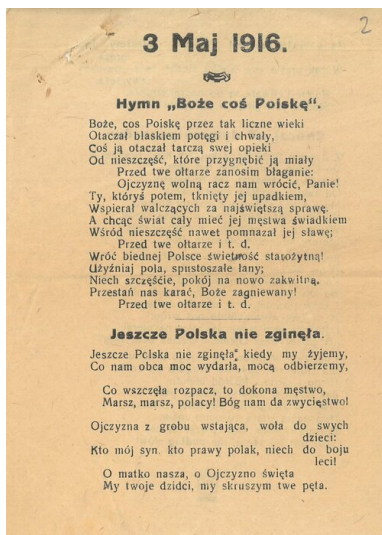 2
3 Maj 1916.
Hymn „Boże coś Polskę“.
Boże, cos Polskę przez tak liczne wieki
Otaczał blaskiem potęgi i chwały,
Coś ją otaczał tarczą swej opieki
Od nieszczęść, które przygnębić ją miały
Przed twe ołtarze zanosim błaganie:
Ojczyznę wolną racz nam wrócić, Panie!
Ty, któryś potem, tknięty jej upadkiem,
Wspierał walczących za najświętszą sprawę.
A chcąc świat cały mieć jej męstwa świadkiem
Wśród nieszczęść nawet pomnazał jej sławę;
Przed twe ołtarze i t. d.
Wróć biednej Polsce świetność starożytną!
Użyźniaj pola, spustoszałe łany;
Niech szczęście, pokój na nowo zakwitną.
Przestań nas karać, Boże zagniewany!
Przed twe ołtarze i t. d.
Jeszcze Polska nie zginęła.
Jeszcze Polska nie zginęła, kiedy my żyjemy,
Co nam obca moc wydarła, mocą odbierzemy,
Co wszczęła rozpacz, to dokona męstwo,
Marsz, marsz, polacy! Bóg nam da zwycięstwo!
Ojczyzna z grobu wstająca, woła do swych
dzieci:
Kto mój syn. kto prawy polak, niech do boju
leci!
O matko nasza, o Ojczyzno święta
My twoje dzidci, my skruszym twe pęta.